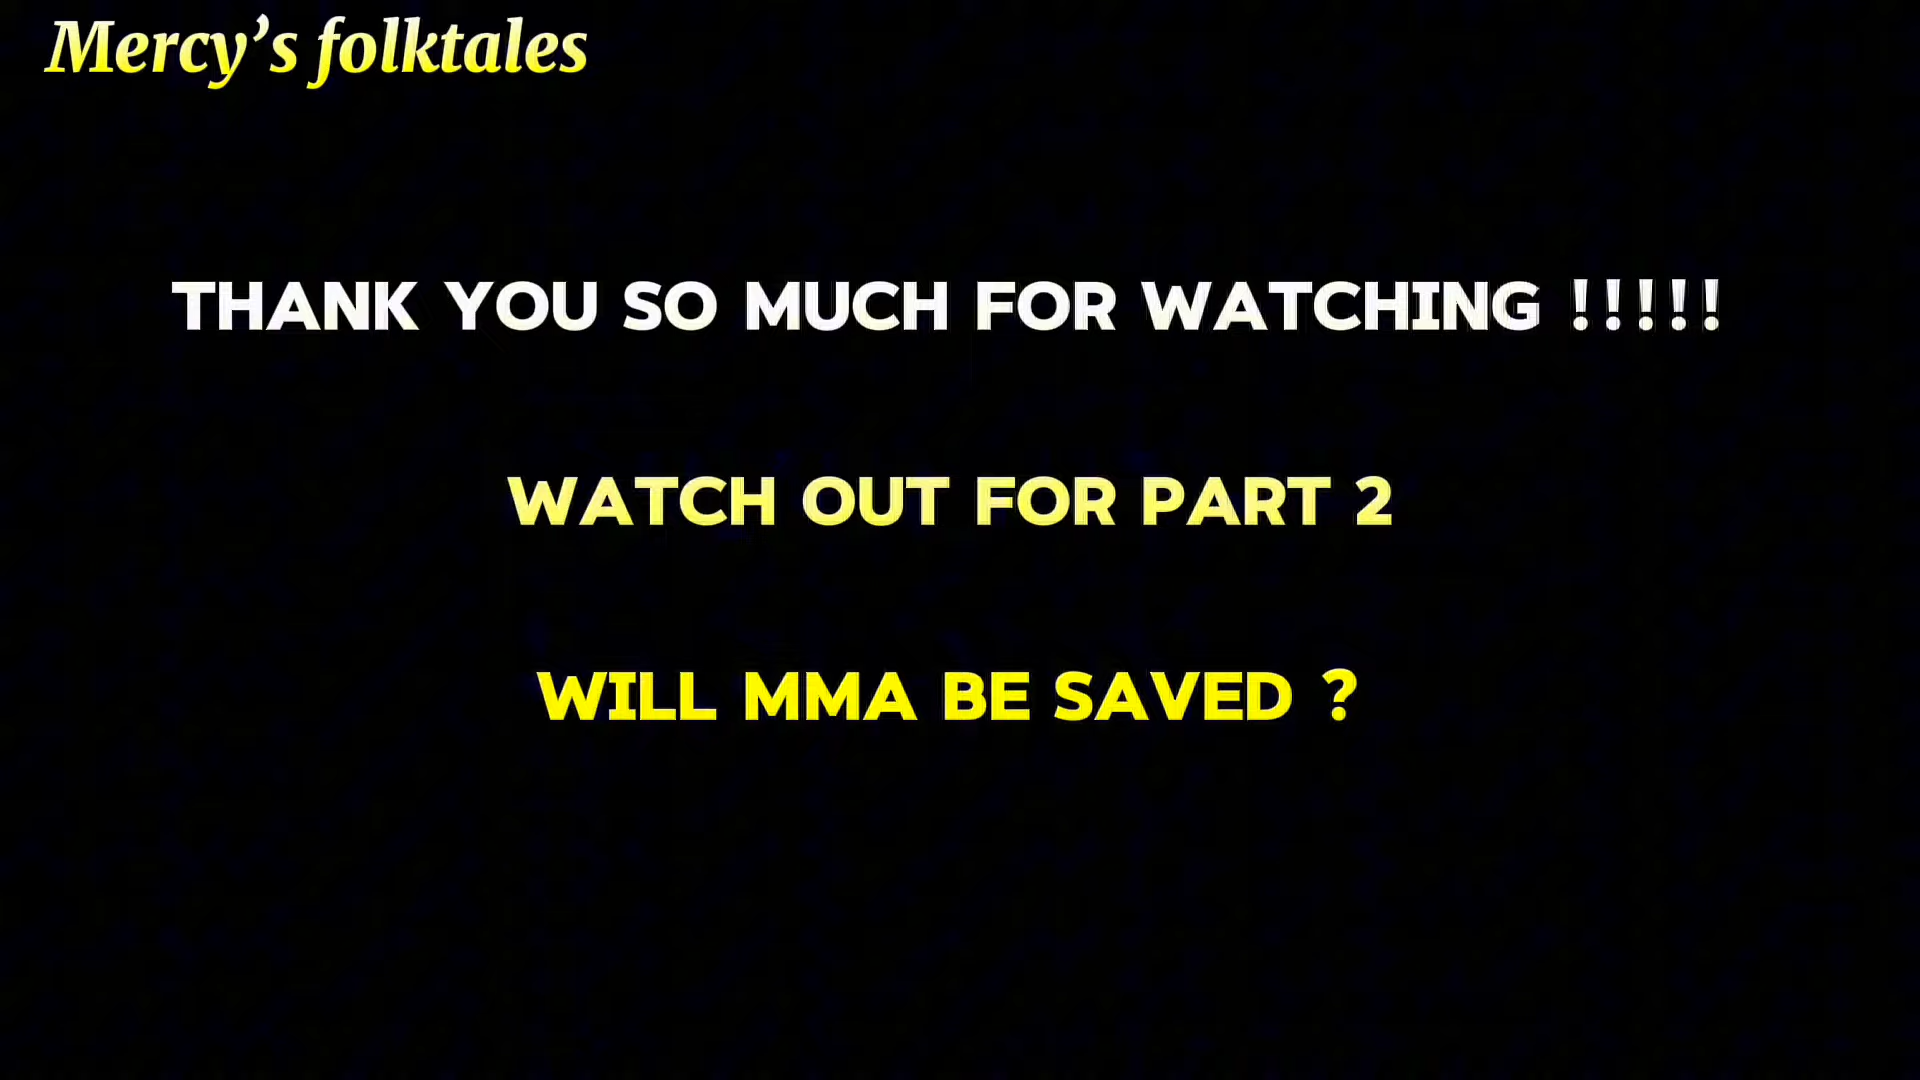 Mercy’s folktales
THANK YOU SO MUCH FOR WATCHING !!!!!
WATCH OUT FOR PART 2
WILL MMA BE SAVED ?